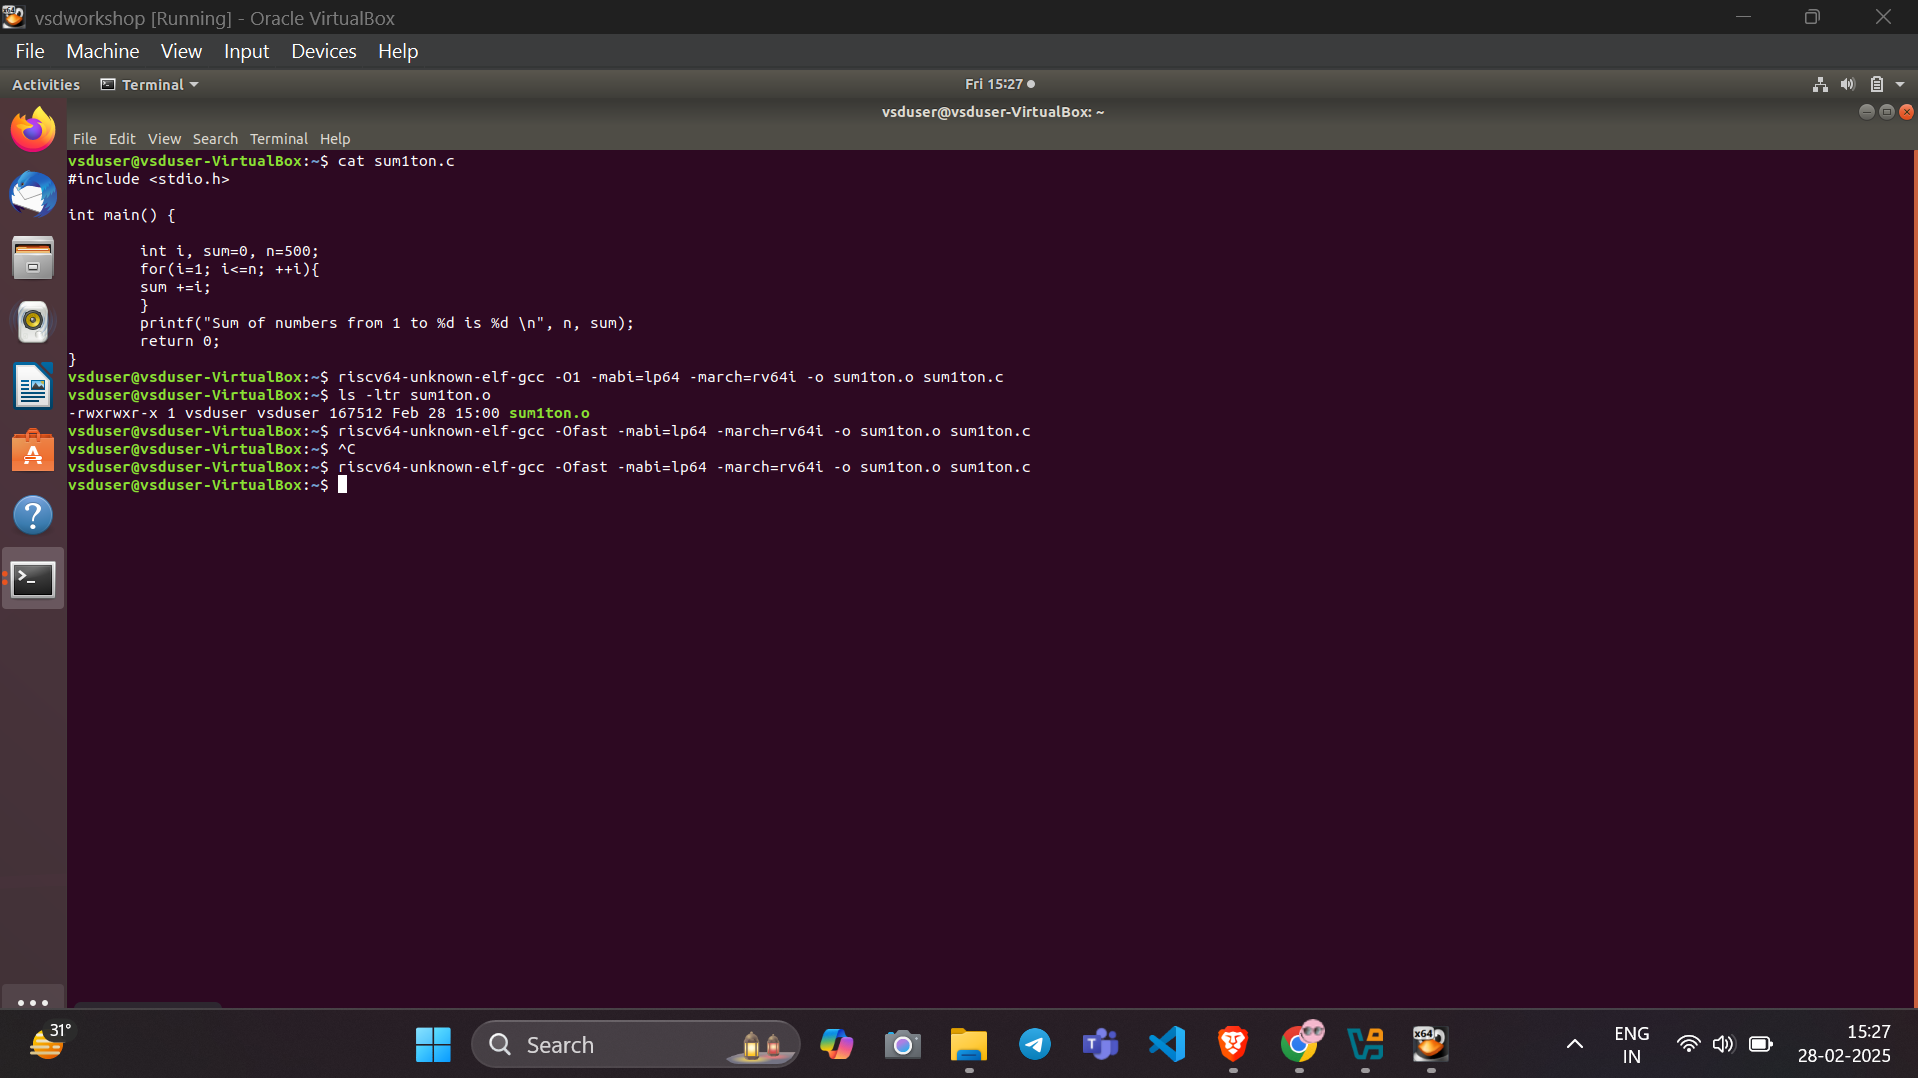 vsdworkshop [Running] - Oracle VirtualBox
File Machine View Input Devices Help
Activities Terminal Fri 15:27
vsduser@vsduser-VirtualBox: ~
File Edit View Search Terminal Help
vsduser@vsduser-VirtualBox:~$ cat sum1ton.c
#include <stdio.h>
int main() {
int i, sum=0, n=500;
for(i=1; i<=n; ++i){
sum +=i;
}
printf("Sum of numbers from 1 to %d is %d \n", n, sum);
return 0;
}
vsduser@vsduser-VirtualBox:~$ riscv64-unknown-elf-gcc -O1 -mabi=lp64 -march=rv64i -o sum1ton.o sum1ton.c
vsduser@vsduser-VirtualBox:~$ ls -ltr sum1ton.o
-rwxrwxr-x 1 vsduser vsduser 167512 Feb 28 15:00 sum1ton.o
vsduser@vsduser-VirtualBox:~$ riscv64-unknown-elf-gcc -Ofast -mabi=lp64 -march=rv64i -o sum1ton.o sum1ton.c
vsduser@vsduser-VirtualBox:~$ ^C
vsduser@vsduser-VirtualBox:~$ riscv64-unknown-elf-gcc -Ofast -mabi=lp64 -march=rv64i -o sum1ton.o sum1ton.c
vsduser@vsduser-VirtualBox:~$
31°
Search
ENG
IN
15:27
28-02-2025